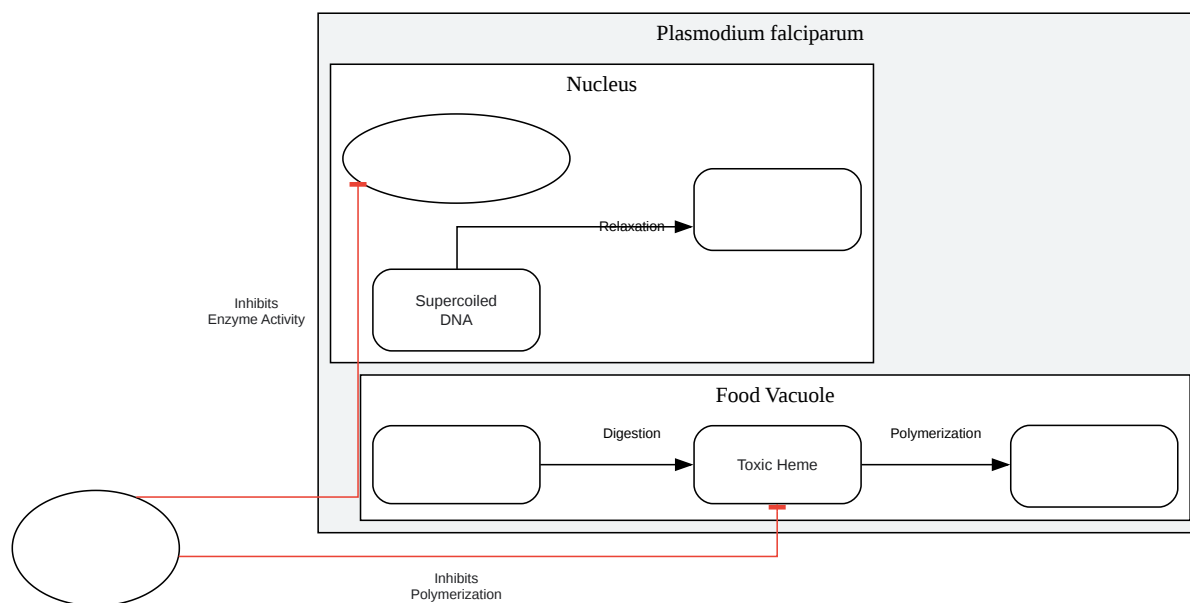 Plasmodium falciparum
Nucleus
Relaxation
Supercoiled
DNA
Inhibits
Enzyme Activity
Food Vacuole
Digestion
Toxic Heme
Polymerization
Inhibits
Polymerization